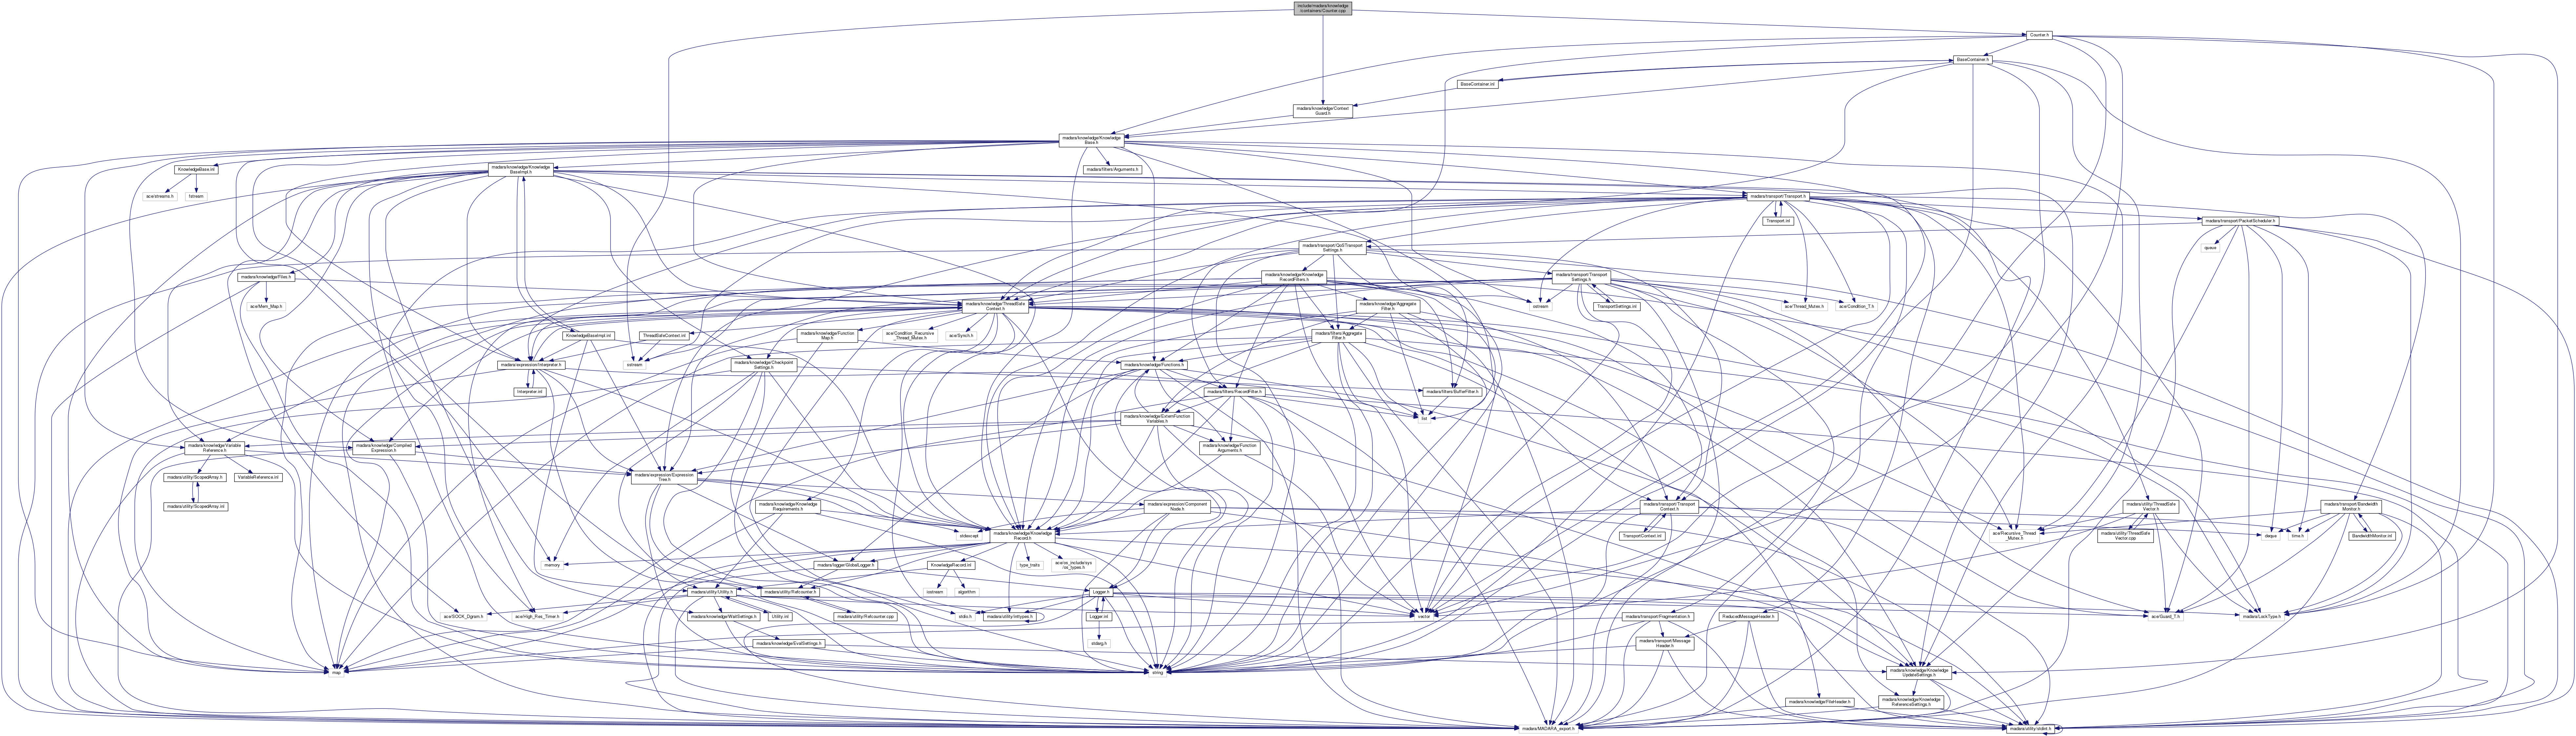 include/madara/knowledge
/containers/Counter.cpp
Counter.h
BaseContainer.h
BaseContainer.inl
madara/knowledge/Context
Guard.h
madara/knowledge/Knowledge
Base.h
KnowledgeBase.inl
madara/knowledge/Knowledge
BaseImpl.h
madara/filters/Arguments.h
ace/streams.h
fstream
madara/transport/Transport.h
Transport.inl
madara/transport/PacketScheduler.h
madara/transport/QoSTransport
Settings.h
queue
madara/knowledge/Files.h
madara/knowledge/Knowledge
RecordFilters.h
madara/transport/Transport
Settings.h
ace/Mem_Map.h
madara/knowledge/ThreadSafe
Context.h
madara/knowledge/Aggregate
Filter.h
ostream
TransportSettings.inl
ace/Thread_Mutex.h
ace/Condition_T.h
KnowledgeBaseImpl.inl
ThreadSafeContext.inl
madara/knowledge/Function
Map.h
ace/Condition_Recursive
_Thread_Mutex.h
ace/Synch.h
madara/filters/Aggregate
Filter.h
madara/expression/Interpreter.h
sstream
madara/knowledge/Checkpoint
Settings.h
madara/knowledge/Functions.h
Interpreter.inl
madara/filters/RecordFilter.h
madara/filters/BufferFilter.h
madara/knowledge/ExternFunction
Variables.h
list
madara/knowledge/Variable
Reference.h
madara/knowledge/Compiled
Expression.h
madara/knowledge/Function
Arguments.h
madara/utility/ScopedArray.h
VariableReference.inl
madara/expression/Expression
Tree.h
madara/utility/ScopedArray.inl
madara/knowledge/Knowledge
Requirements.h
madara/expression/Component
Node.h
madara/transport/Transport
Context.h
madara/utility/ThreadSafe
Vector.h
madara/transport/Bandwidth
Monitor.h
stdexcept
madara/knowledge/Knowledge
Record.h
TransportContext.inl
ace/Recursive_Thread
_Mutex.h
madara/utility/ThreadSafe
Vector.cpp
deque
time.h
BandwidthMonitor.inl
memory
madara/logger/GlobalLogger.h
KnowledgeRecord.inl
type_traits
ace/os_include/sys
/os_types.h
madara/utility/Utility.h
madara/utility/Refcounter.h
iostream
algorithm
Logger.h
ace/SOCK_Dgram.h
ace/High_Res_Timer.h
madara/knowledge/WaitSettings.h
Utility.inl
madara/utility/Refcounter.cpp
stdio.h
madara/utility/inttypes.h
Logger.inl
vector
madara/transport/Fragmentation.h
ReducedMessageHeader.h
ace/Guard_T.h
madara/LockType.h
madara/knowledge/EvalSettings.h
stdarg.h
madara/transport/Message
Header.h
map
string
madara/knowledge/Knowledge
UpdateSettings.h
madara/knowledge/FileHeader.h
madara/knowledge/Knowledge
ReferenceSettings.h
madara/MADARA_export.h
madara/utility/stdint.h